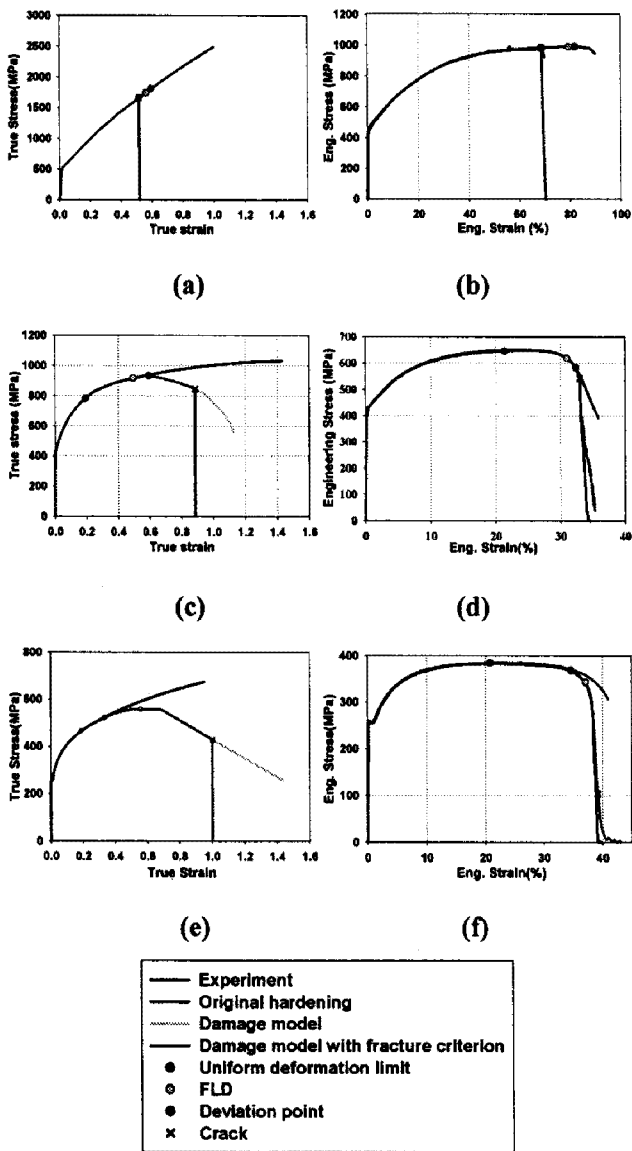 True Stress(MPa)
3000
2500
2000
1500
1000
500
0
0.0 0.2 0.4 0.6 0.8 1.0 1.2 1.4 1.6
True strain
(a)
Eng. Stress (MPa)
1200
1000
800
600
400
200
0
0 20 40 60 80 100
Eng. Strain (%)
(b)
True stress (MPa)
1200
1000
800
600
400
200
0
0.0 0.2 0.4 0.6 0.8 1.0 1.2 1.4 1.6
True strain
(c)
Engineering Stress (MPa)
700
600
500
400
300
200
100
0
0 10 20 30 40
Eng. Strain(%)
(d)
True Stress(MPa)
800
600
400
200
0
0.0 0.2 0.4 0.6 0.8 1.0 1.2 1.4 1.6
True Strain
(e)
Eng. Stress(MPa)
400
300
200
100
0
0 10 20 30 40
Eng. Strain(%)
(f)
Experiment
Original hardening
Damage model
Damage model with fracture criterion
Uniform deformation limit
FLD
Deviation point
Crack